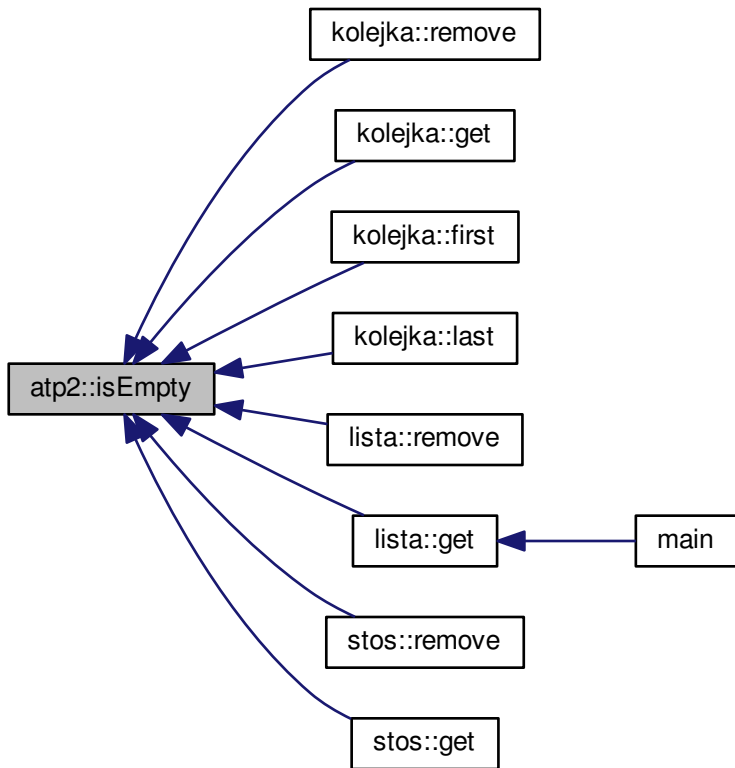 kolejka::remove
kolejka::get
kolejka::first
kolejka::last
atp2::isEmpty
lista::remove
lista::get
main
stos::remove
stos::get